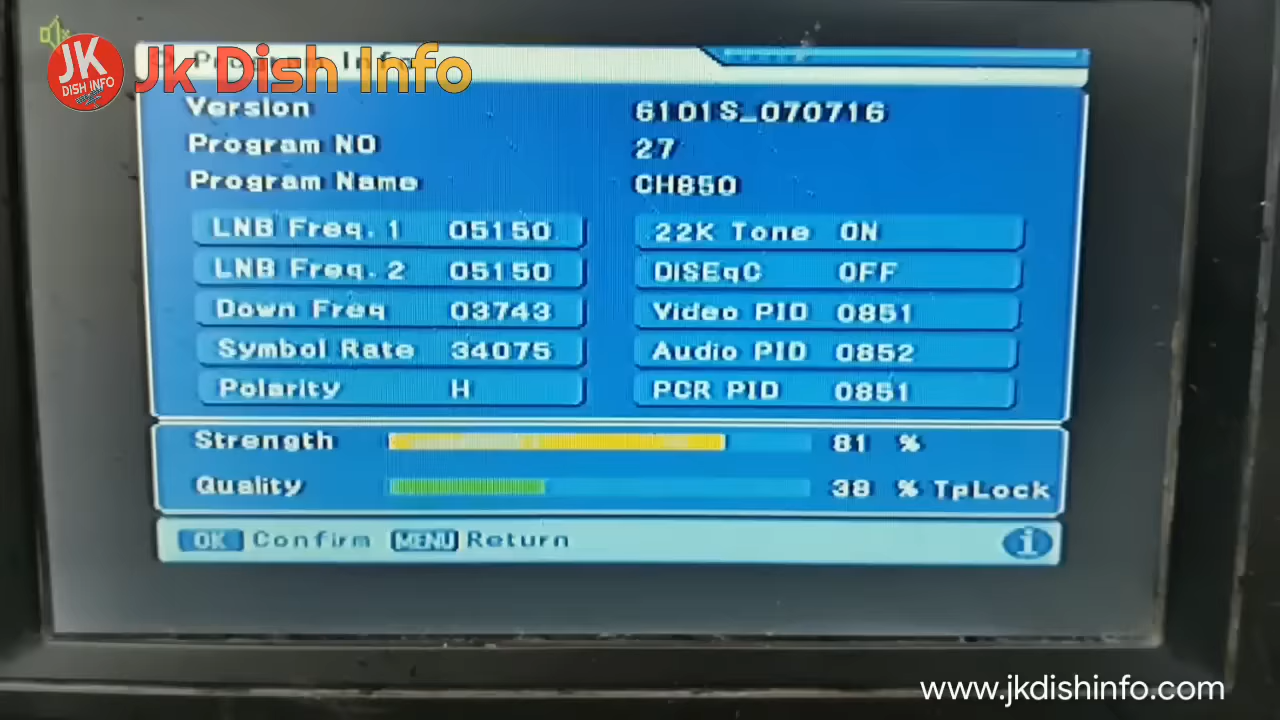 JK
DISH INFO
Jk Dish Info
Program Info
Version 6101S_070716
Program NO 27
Program Name CH850
LNB Freq. 1 05150 22K Tone ON
LNB Freq. 2 05150 DiSEqC OFF
Down Freq 03743 Video PID 0851
Symbol Rate 34075 Audio PID 0852
Polarity H PCR PID 0851
Strength 81 %
Quality 38 % TpLock
OK Confirm MENU Return i
www.jkdishinfo.com